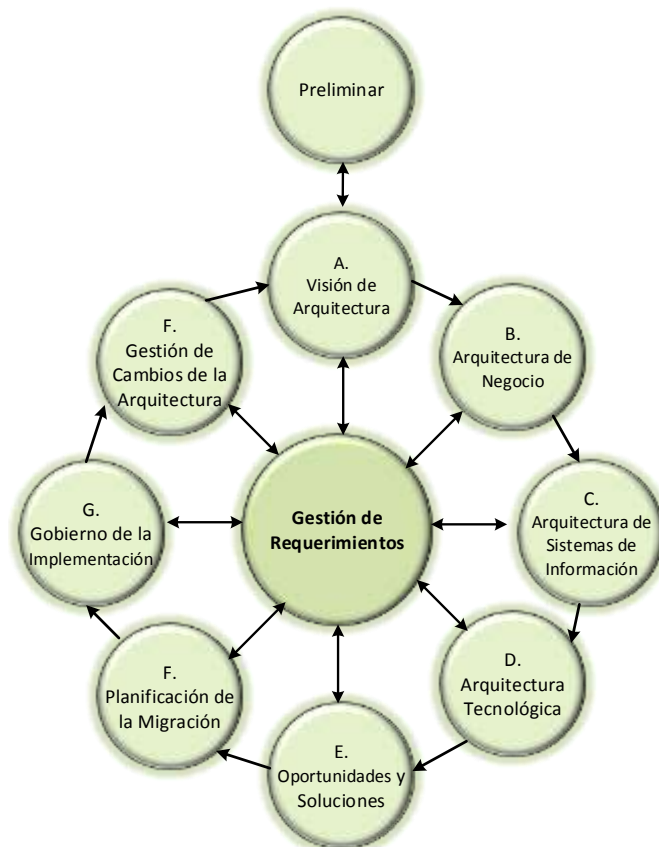 Preliminar
A.
Visión de
Arquitectura
B.
Arquitectura de
Negocio
C.
Arquitectura de
Sistemas de
Información
D.
Arquitectura
Tecnológica
E.
Oportunidades y
Soluciones
F.
Planificación de
la Migración
G.
Gobierno de la
Implementación
F.
Gestión de
Cambios de la
Arquitectura
Gestión de
Requerimientos